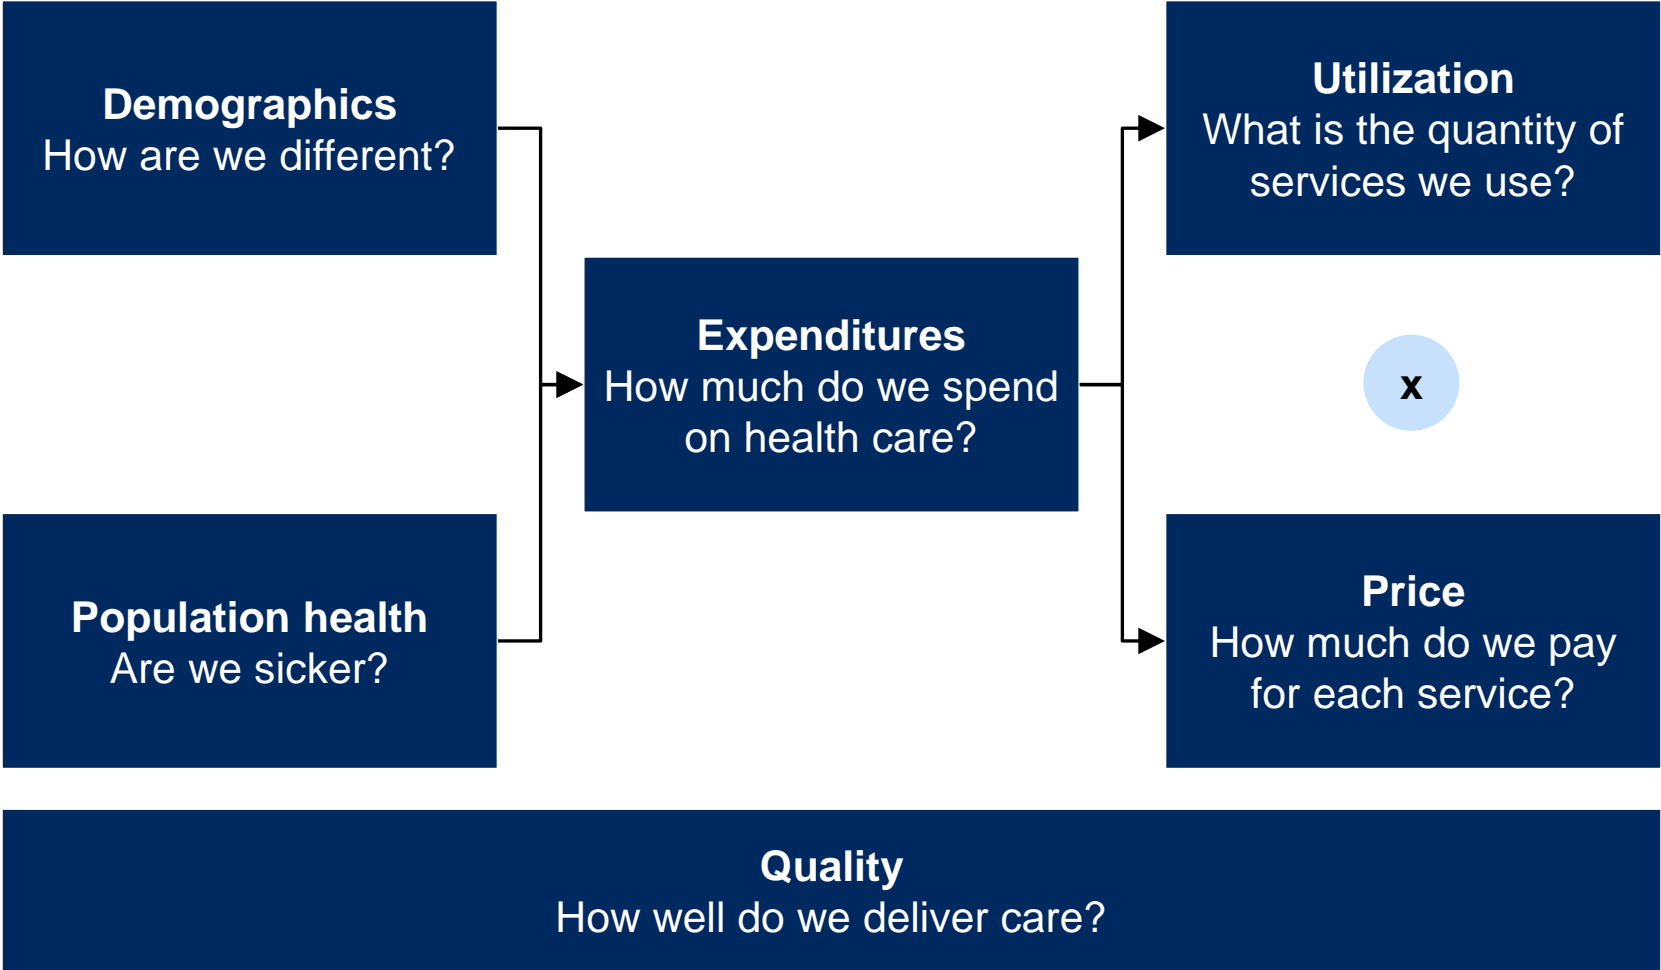 Demographics
How are we different?
Population health
Are we sicker?
Expenditures
How much do we spend
on health care?
Utilization
What is the quantity of
services we use?
x
Price
How much do we pay
for each service?
Quality
How well do we deliver care?